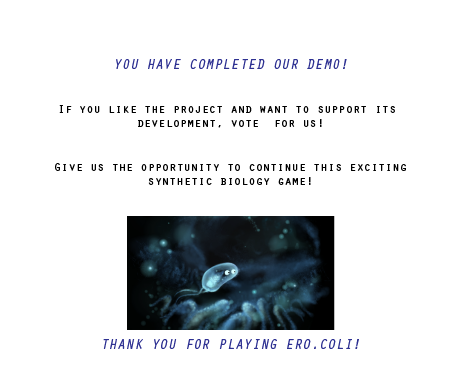 YOU HAVE COMPLETED OUR DEMO!
If you like the project and want to support its
development, vote  for us!
Give us the opportunity to continue this exciting
synthetic biology game!
THANK YOU FOR PLAYING ERO.COLI!